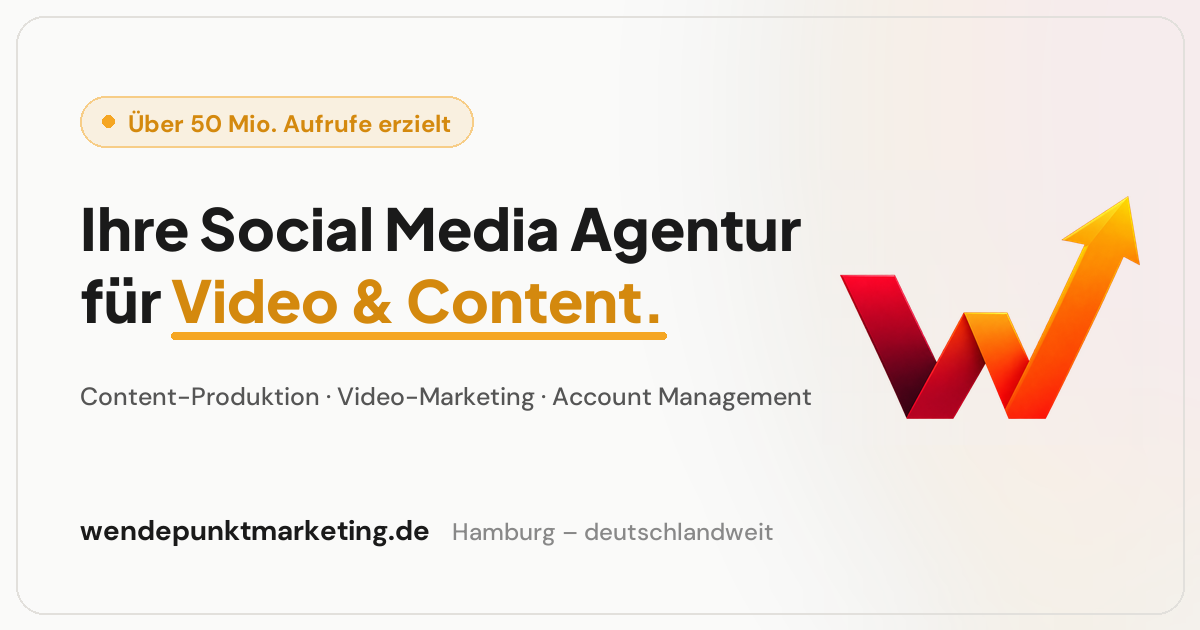 Über 50 Mio. Aufrufe erzielt
Ihre Social Media Agentur
für Video & Content.
Content-Produktion · Video-Marketing · Account Management
wendepunktmarketing.de Hamburg – deutschlandweit